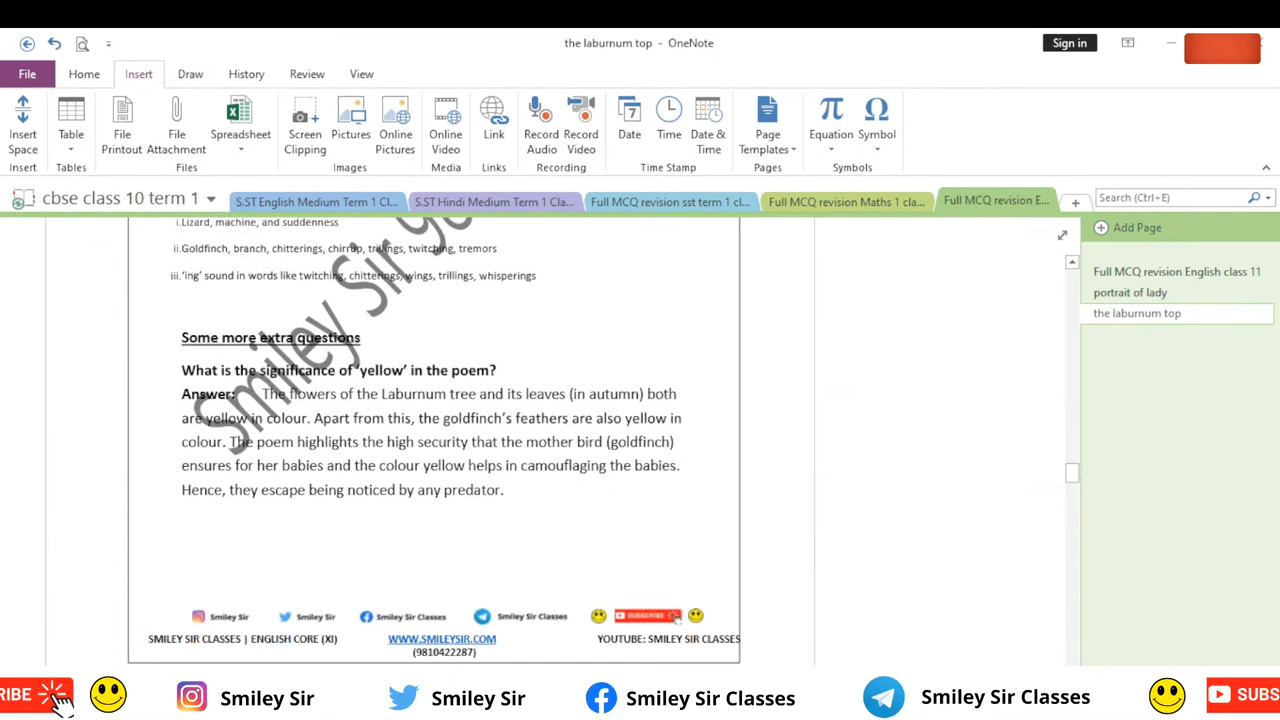 the laburnum top - OneNote
Sign in
File Home Insert Draw History Review View
Insert Space
Table
File Printout
File Attachment
Spreadsheet
Screen Clipping
Pictures
Online Pictures
Online Video
Link
Record Audio
Record Video
Date
Time
Date & Time
Page Templates
Equation
Symbol
Insert Tables Files Images Media Links Recording Time Stamp Pages Symbols
cbse class 10 term 1
S.ST English Medium Term 1 Cl...
S.ST Hindi Medium Term 1 Cla...
Full MCQ revision sst term 1 cl...
Full MCQ revision Maths 1 clas...
Full MCQ revision E...
Search (Ctrl+E)
Add Page
Full MCQ revision English class 11
portrait of lady
the laburnum top
i.Lizard, machine, and suddenness
ii.Goldfinch, branch, chitterings, chirrup, trillings, twitching, tremors
iii.‘ing’ sound in words like twitching, chitterings, wings, trillings, whisperings
Some more extra questions
What is the significance of ‘yellow’ in the poem?
Answer: The flowers of the Laburnum tree and its leaves (in autumn) both
are yellow in colour. Apart from this, the goldfinch’s feathers are also yellow in
colour. The poem highlights the high security that the mother bird (goldfinch)
ensures for her babies and the colour yellow helps in camouflaging the babies.
Hence, they escape being noticed by any predator.
Smiley Sir
Smiley Sir Smiley Sir Smiley Sir Classes Smiley Sir Classes SUBSCRIBE
SMILEY SIR CLASSES | ENGLISH CORE (XI) WWW.SMILEYSIR.COM YOUTUBE: SMILEY SIR CLASSES
(9810422287)
RIBE Smiley Sir Smiley Sir Smiley Sir Classes Smiley Sir Classes SUBS